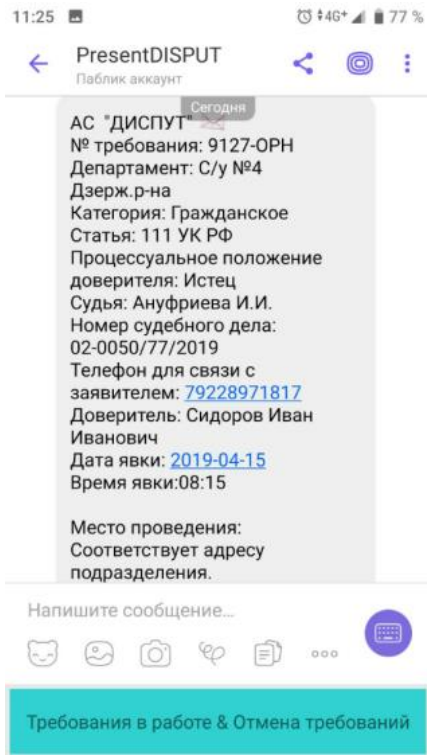 11:25 4G+ 77 %
PresentDISPUT
Паблик аккаунт
Сегодня
АС "ДИСПУТ"
№ требования: 9127-ОРН
Департамент: С/у №4
Дзерж.р-на
Категория: Гражданское
Статья: 111 УК РФ
Процессуальное положение
доверителя: Истец
Судья: Ануфриева И.И.
Номер судебного дела:
02-0050/77/2019
Телефон для связи с
заявителем: 79228971817
Доверитель: Сидоров Иван
Иванович
Дата явки: 2019-04-15
Время явки:08:15
Место проведения:
Соответствует адресу
подразделения.
Напишите сообщение...
Требования в работе & Отмена требований